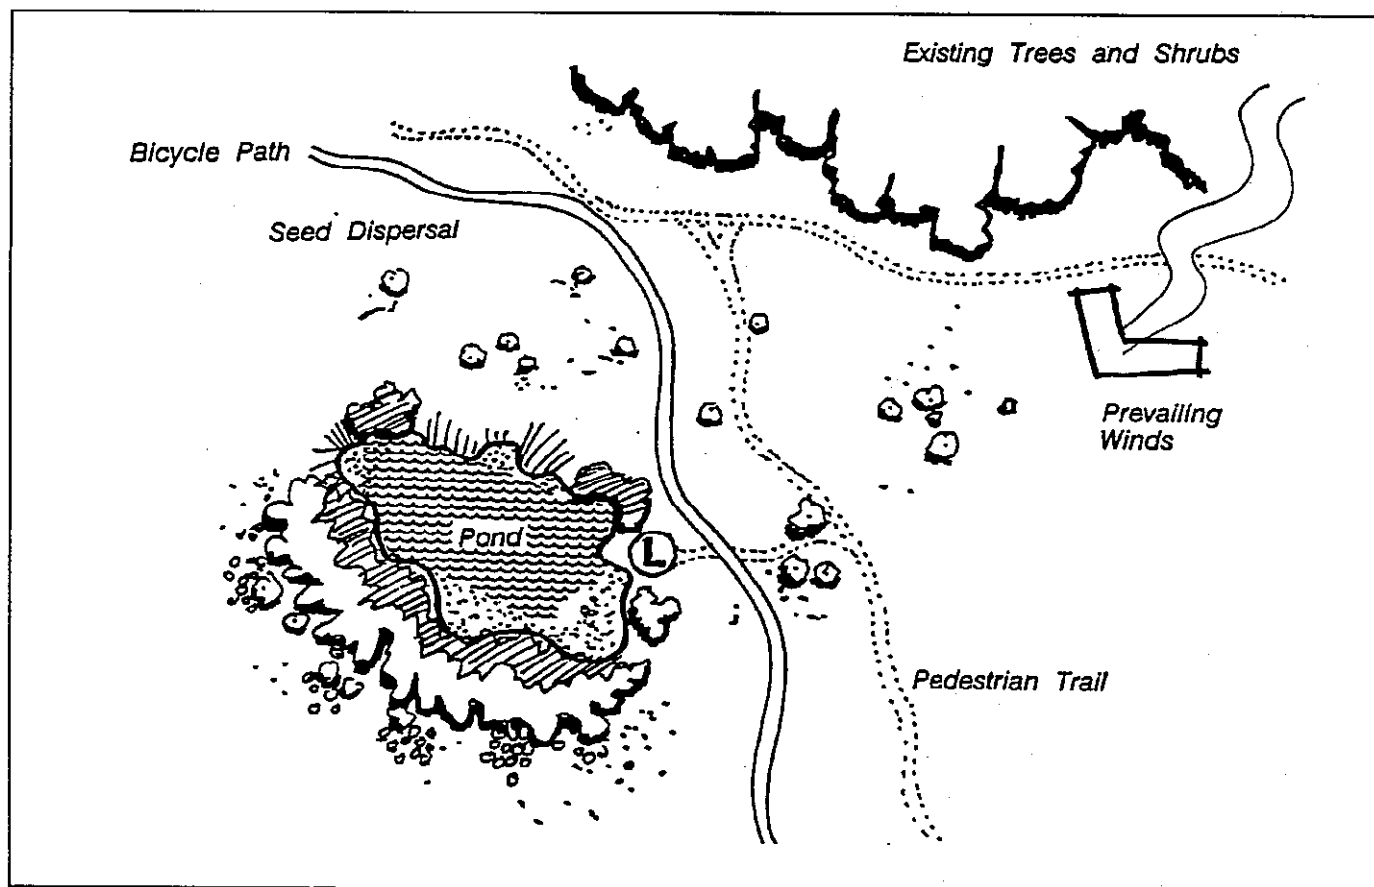 Existing Trees and Shrubs
Bicycle Path
Seed Dispersal
Prevailing
Winds
Pond
L
Pedestrian Trail